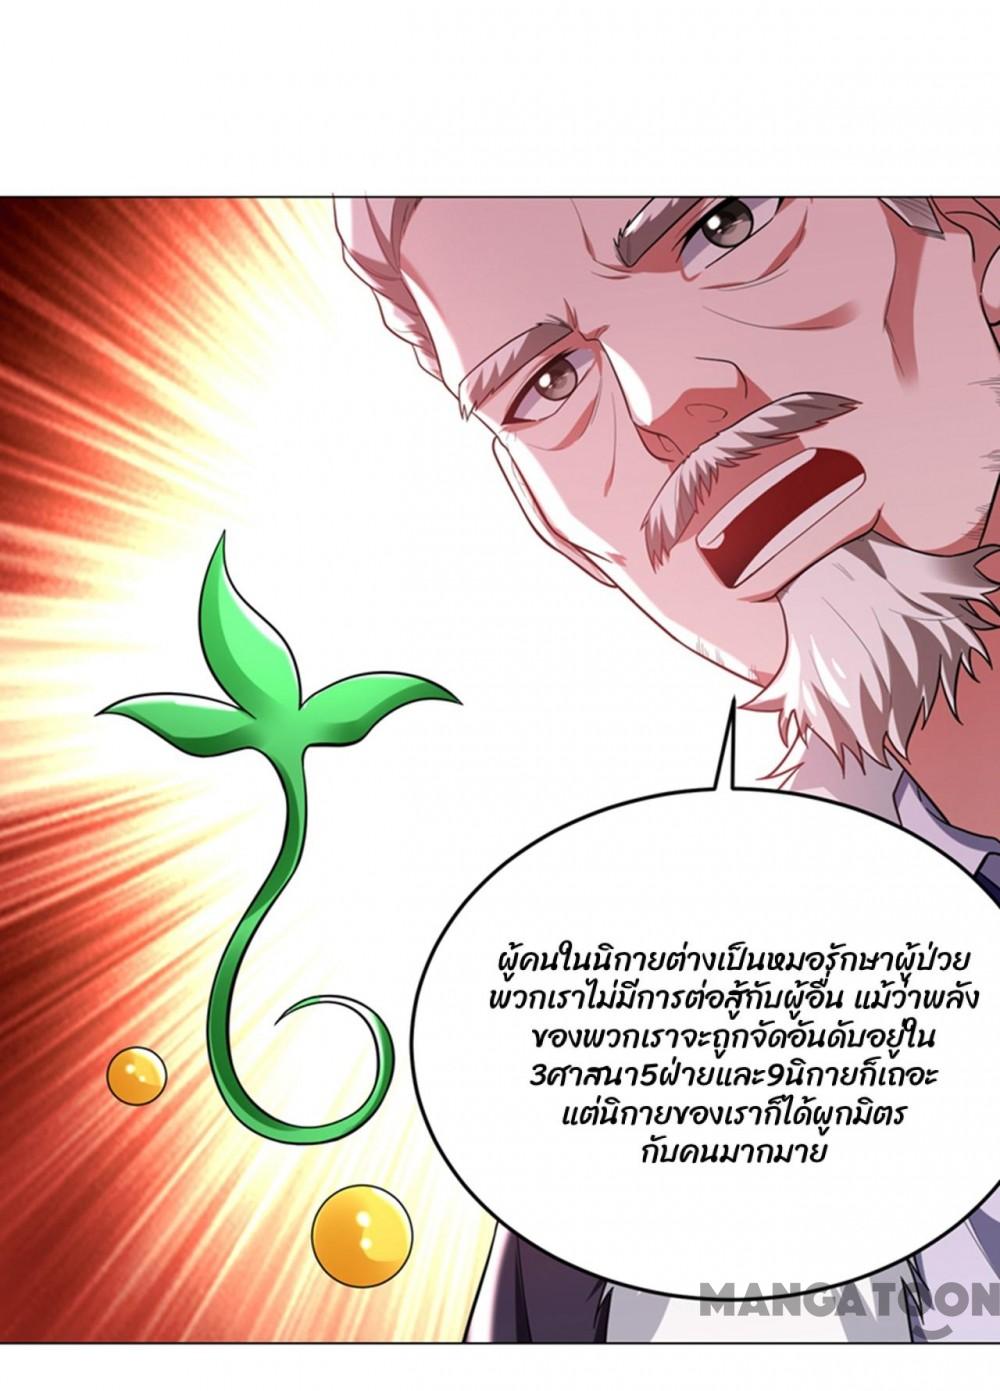 ผู้คนในนิกายต่างเป็นหมอรักษาผู้ป่วย
พวกเราไม่มีการต่อสู้กับผู้อื่น แม้ว่าพลัง
ของพวกเราจะถูกจัดอันดับอยู่ใน
3ศาสนา5ฝ่ายและ9นิกายก็เถอะ
แต่นิกายของเราก็ได้ผูกมิตร
กับคนมากมาย
MANGATOON